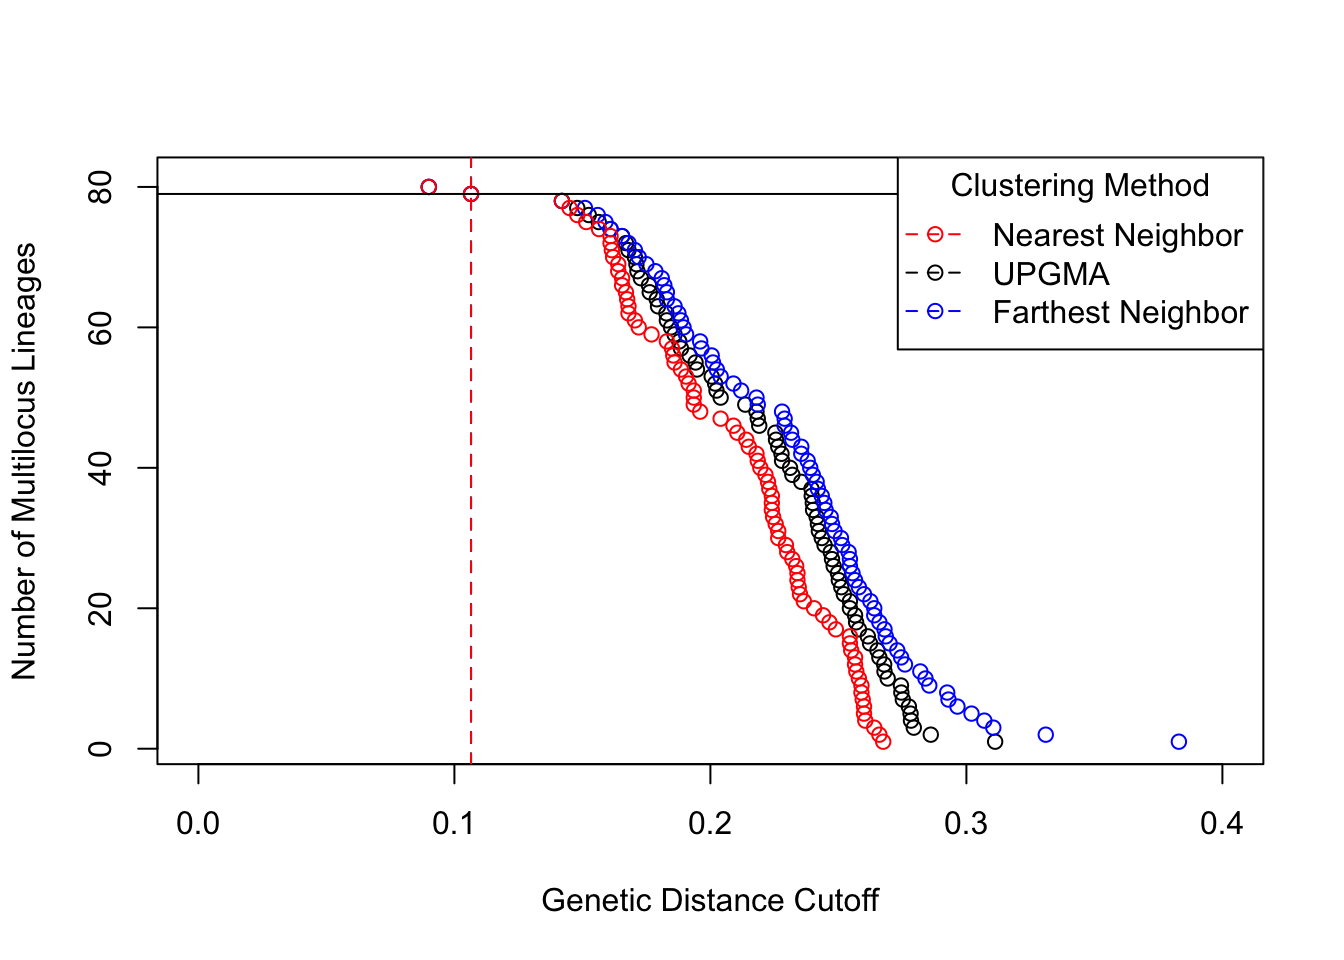 Clustering Method
Nearest Neighbor
UPGMA
Farthest Neighbor
Number of Multilocus Lineages
80
60
40
20
0
0.0 0.1 0.2 0.3 0.4
Genetic Distance Cutoff